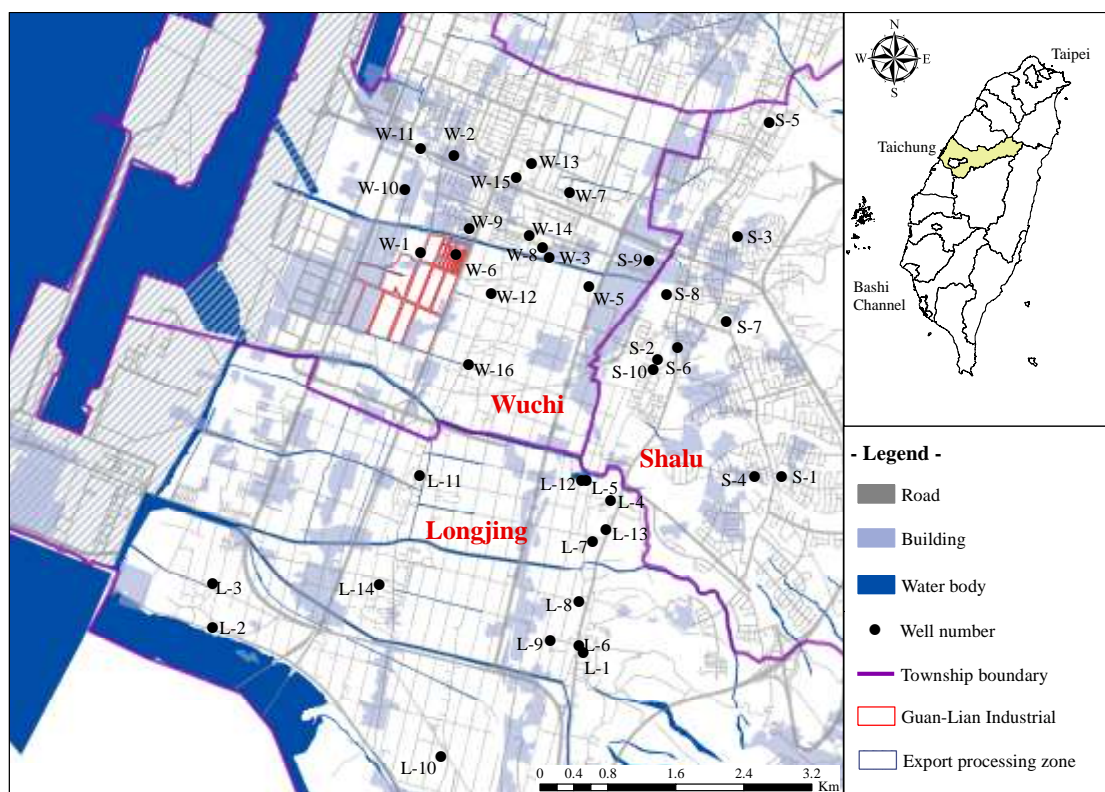 S-5
W-11
W-2
W-13
W-15
W-10
W-7
W-9
W-14
S-3
W-1
W-8
W-3
S-9
W-6
W-12
W-5
S-8
S-7
S-2
S-6
S-10
W-16
Wuchi
Shalu
L-11
L-12
L-5
S-4
S-1
L-4
Longjing
L-13
L-7
L-3
L-14
L-8
L-2
L-9
L-6
L-1
L-10
0 0.4 0.8 1.6 2.4 3.2
Km
N
W E
S
Taipei
Taichung
Bashi
Channel
- Legend -
Road
Building
Water body
Well number
Township boundary
Guan-Lian Industrial
Export processing zone